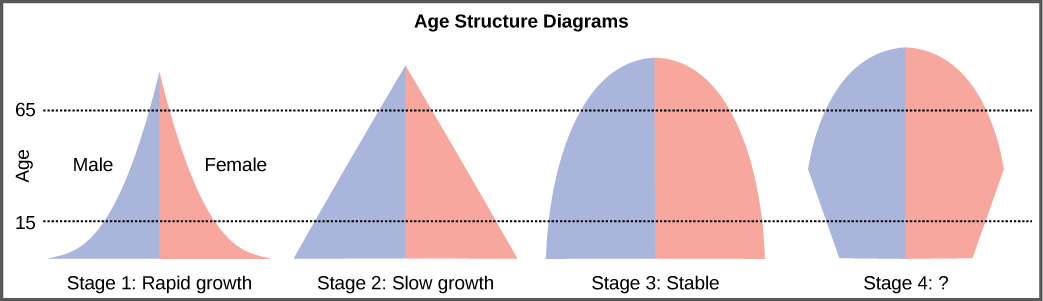 Age Structure Diagrams
65
Age
Male
Female
15
Stage 1: Rapid growth
Stage 2: Slow growth
Stage 3: Stable
Stage 4: ?